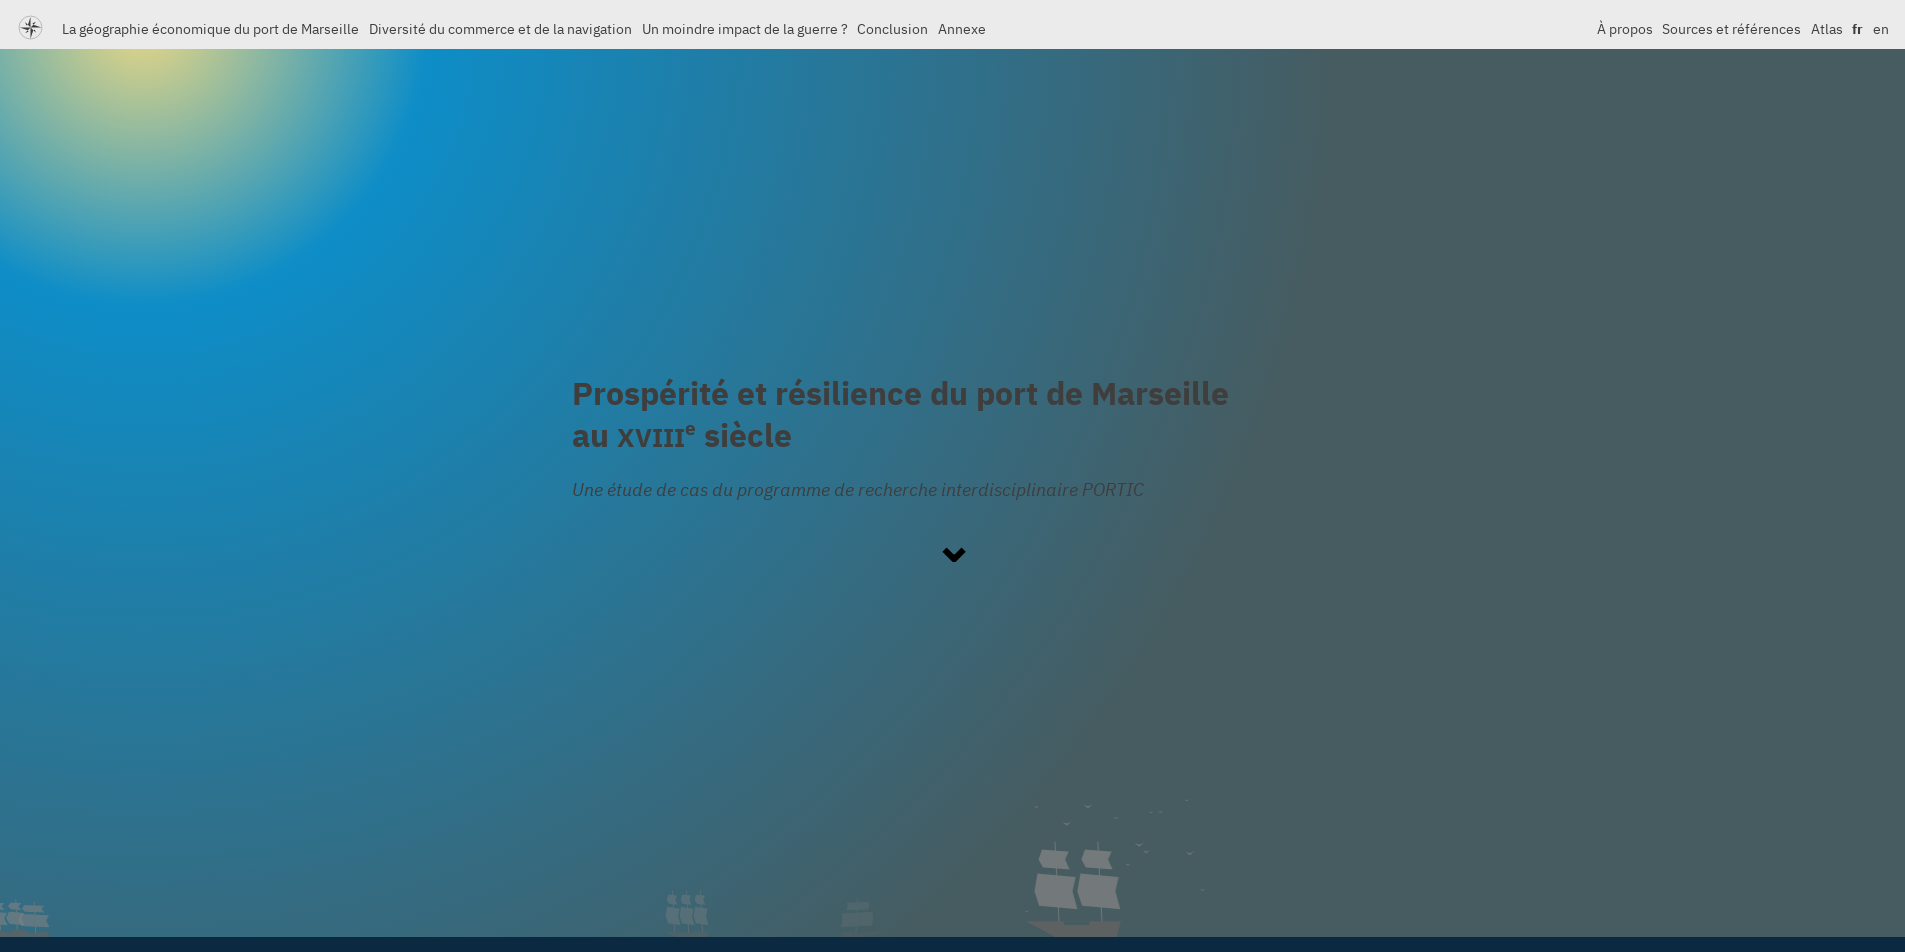 La géographie économique du port de Marseille Diversité du commerce et de la navigation Un moindre impact de la guerre ? Conclusion Annexe À propos Sources et références Atlas fr en
Prospérité et résilience du port de Marseille
au XVIIIe siècle
Une étude de cas du programme de recherche interdisciplinaire PORTIC